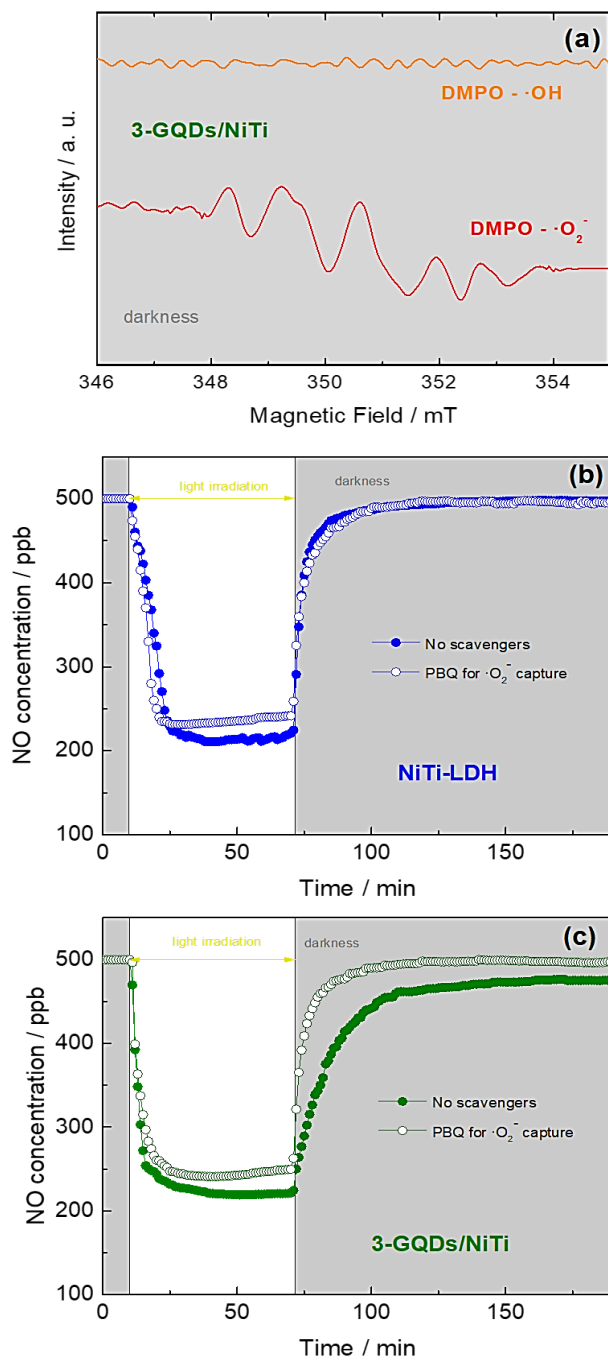 (a)
DMPO - ·OH
3-GQDs/NiTi
DMPO - ·O₂⁻
darkness
Intensity / a. u.
346 348 350 352 354
Magnetic Field / mT
(b)
light irradiation
darkness
500
400
300
200
100
NO concentration / ppb
No scavengers
PBQ for ·O₂⁻ capture
NiTi-LDH
0 50 100 150
Time / min
(c)
light irradiation
darkness
500
400
300
200
100
NO concentration / ppb
No scavengers
PBQ for ·O₂⁻ capture
3-GQDs/NiTi
0 50 100 150
Time / min